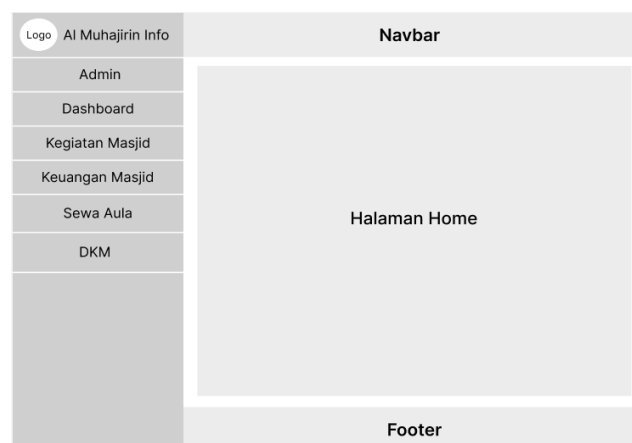 Logo
Al Muhajirin Info
Navbar
Admin
Dashboard
Kegiatan Masjid
Keuangan Masjid
Sewa Aula
DKM
Halaman Home
Footer